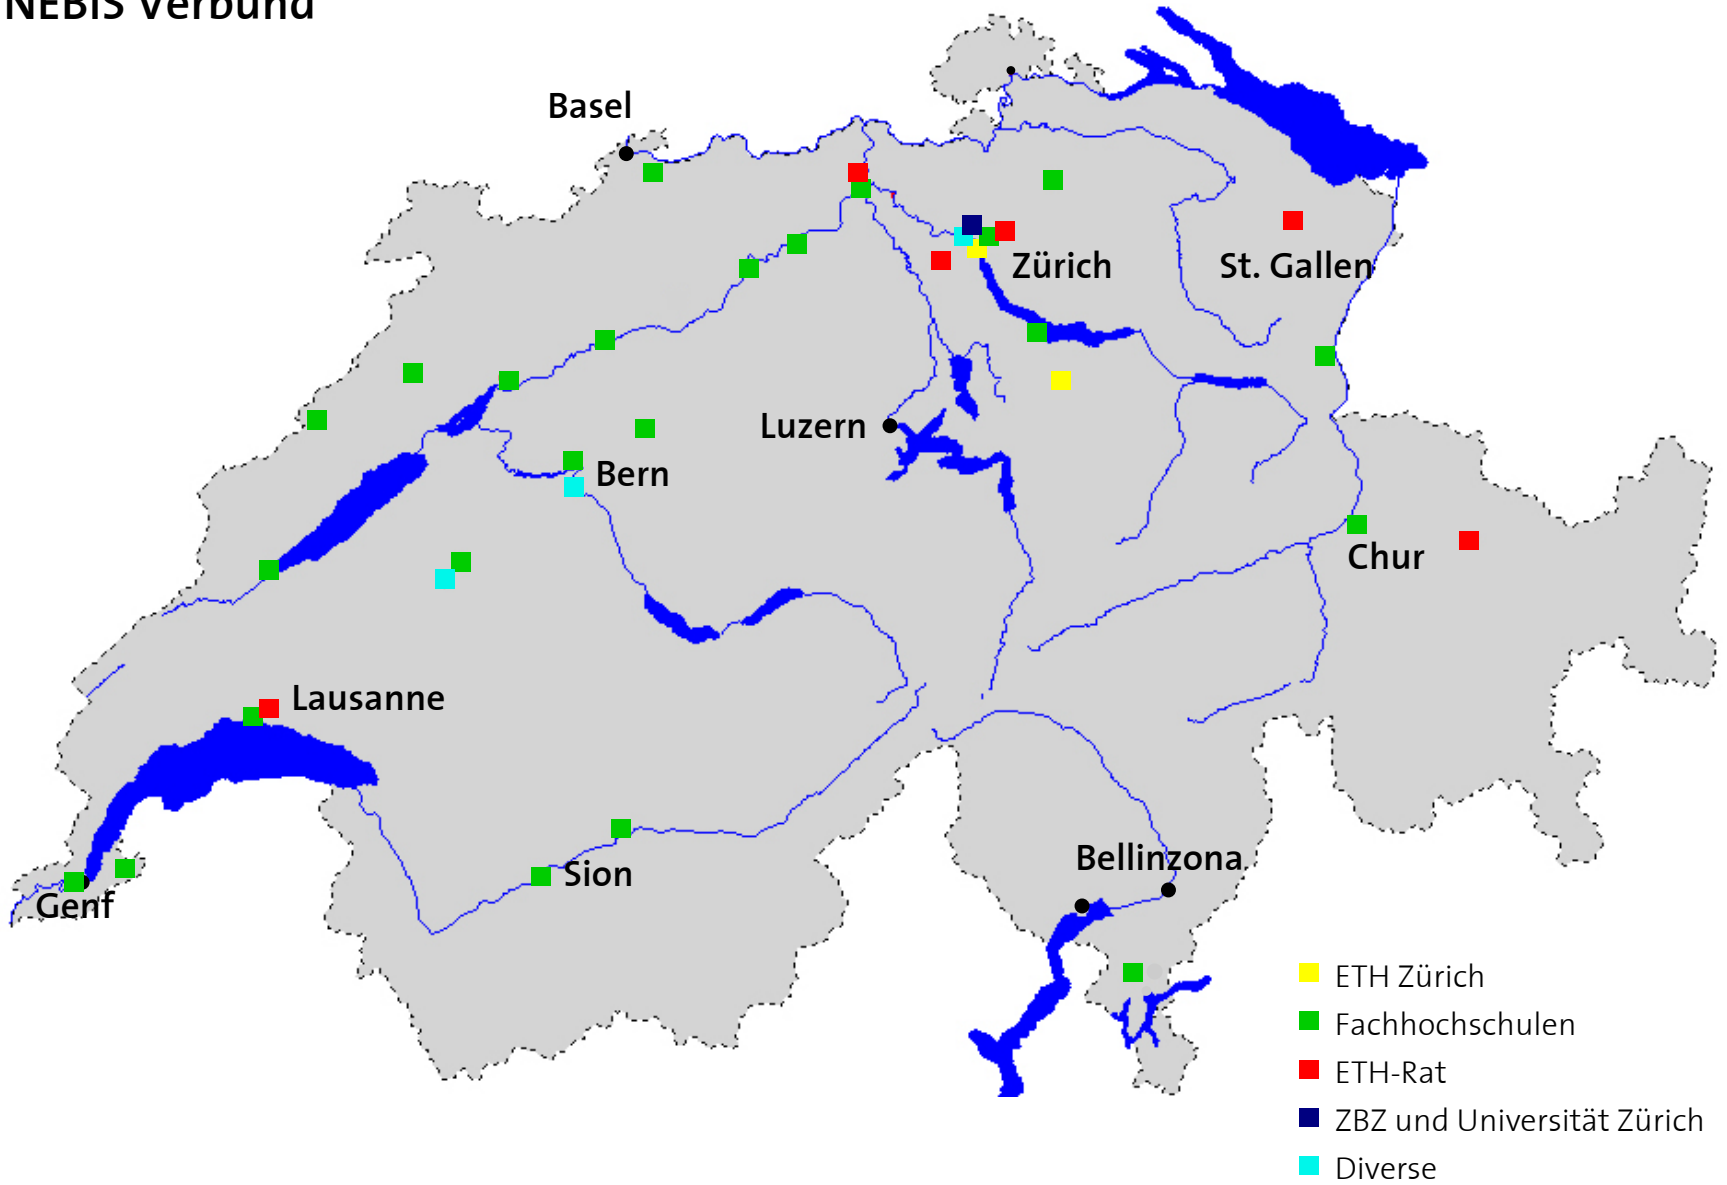 NEBIS Verbund
Basel
Zürich
St. Gallen
Luzern
Bern
Chur
Lausanne
Bellinzona
Sion
Genf
ETH Zürich
Fachhochschulen
ETH-Rat
ZBZ und Universität Zürich
Diverse